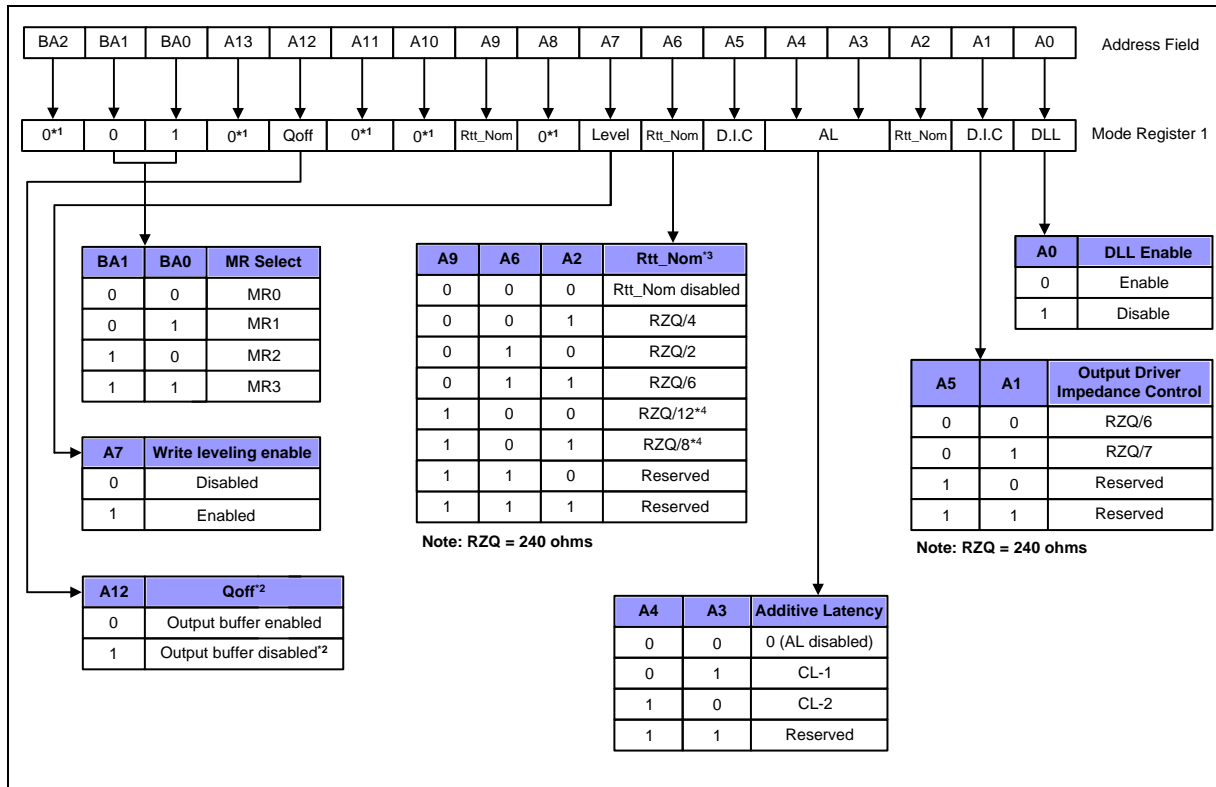 BA2 BA1 BA0 A13 A12 A11 A10 A9 A8 A7 A6 A5 A4 A3 A2 A1 A0 Address Field
0*1 0 1 0*1 Qoff 0*1 0*1 Rtt_Nom 0*1 Level Rtt_Nom D.I.C AL Rtt_Nom D.I.C DLL Mode Register 1
BA1 BA0 MR Select
0 0 MR0
0 1 MR1
1 0 MR2
1 1 MR3
A7 Write leveling enable
0 Disabled
1 Enabled
A12 Qoff*2
0 Output buffer enabled
1 Output buffer disabled*2
A9 A6 A2 Rtt_Nom*3
0 0 0 Rtt_Nom disabled
0 0 1 RZQ/4
0 1 0 RZQ/2
0 1 1 RZQ/6
1 0 0 RZQ/12*4
1 0 1 RZQ/8*4
1 1 0 Reserved
1 1 1 Reserved
Note: RZQ = 240 ohms
A4 A3 Additive Latency
0 0 0 (AL disabled)
0 1 CL-1
1 0 CL-2
1 1 Reserved
A0 DLL Enable
0 Enable
1 Disable
A5 A1 Output Driver
Impedance Control
0 0 RZQ/6
0 1 RZQ/7
1 0 Reserved
1 1 Reserved
Note: RZQ = 240 ohms